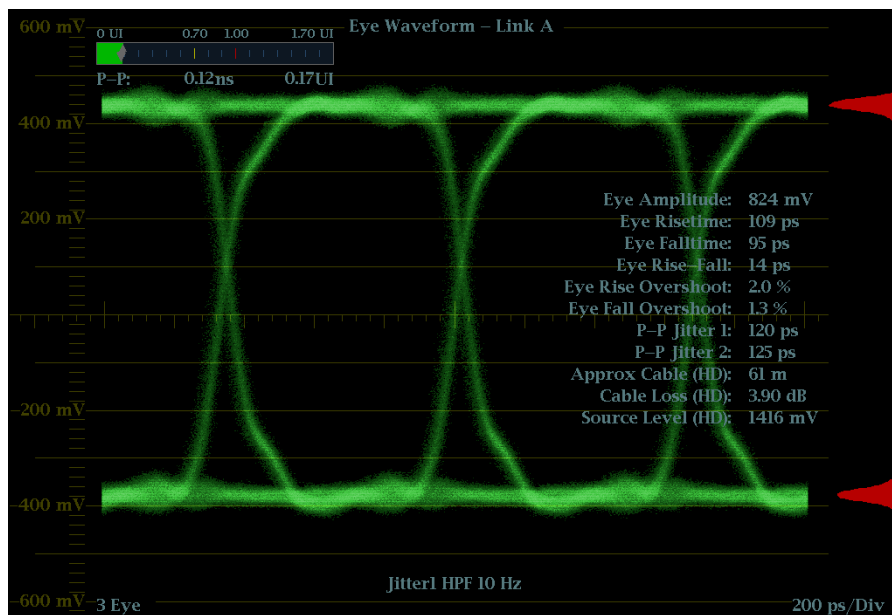 600 mV
Eye Waveform – Link A
0 UI 0.70 1.00 1.70 UI
P–P: 0.12ns 0.17UI
400 mV
200 mV
Eye Amplitude: 824 mV
Eye Risetime: 109 ps
Eye Falltime: 95 ps
Eye Rise–Fall: 14 ps
Eye Rise Overshoot: 2.0 %
Eye Fall Overshoot: 1.3 %
P–P Jitter 1: 120 ps
P–P Jitter 2: 125 ps
Approx Cable (HD): 61 m
Cable Loss (HD): 3.90 dB
Source Level (HD): 1416 mV
-200 mV
-400 mV
Jitter1 HPF 10 Hz
-600 mV
3 Eye
200 ps/Div